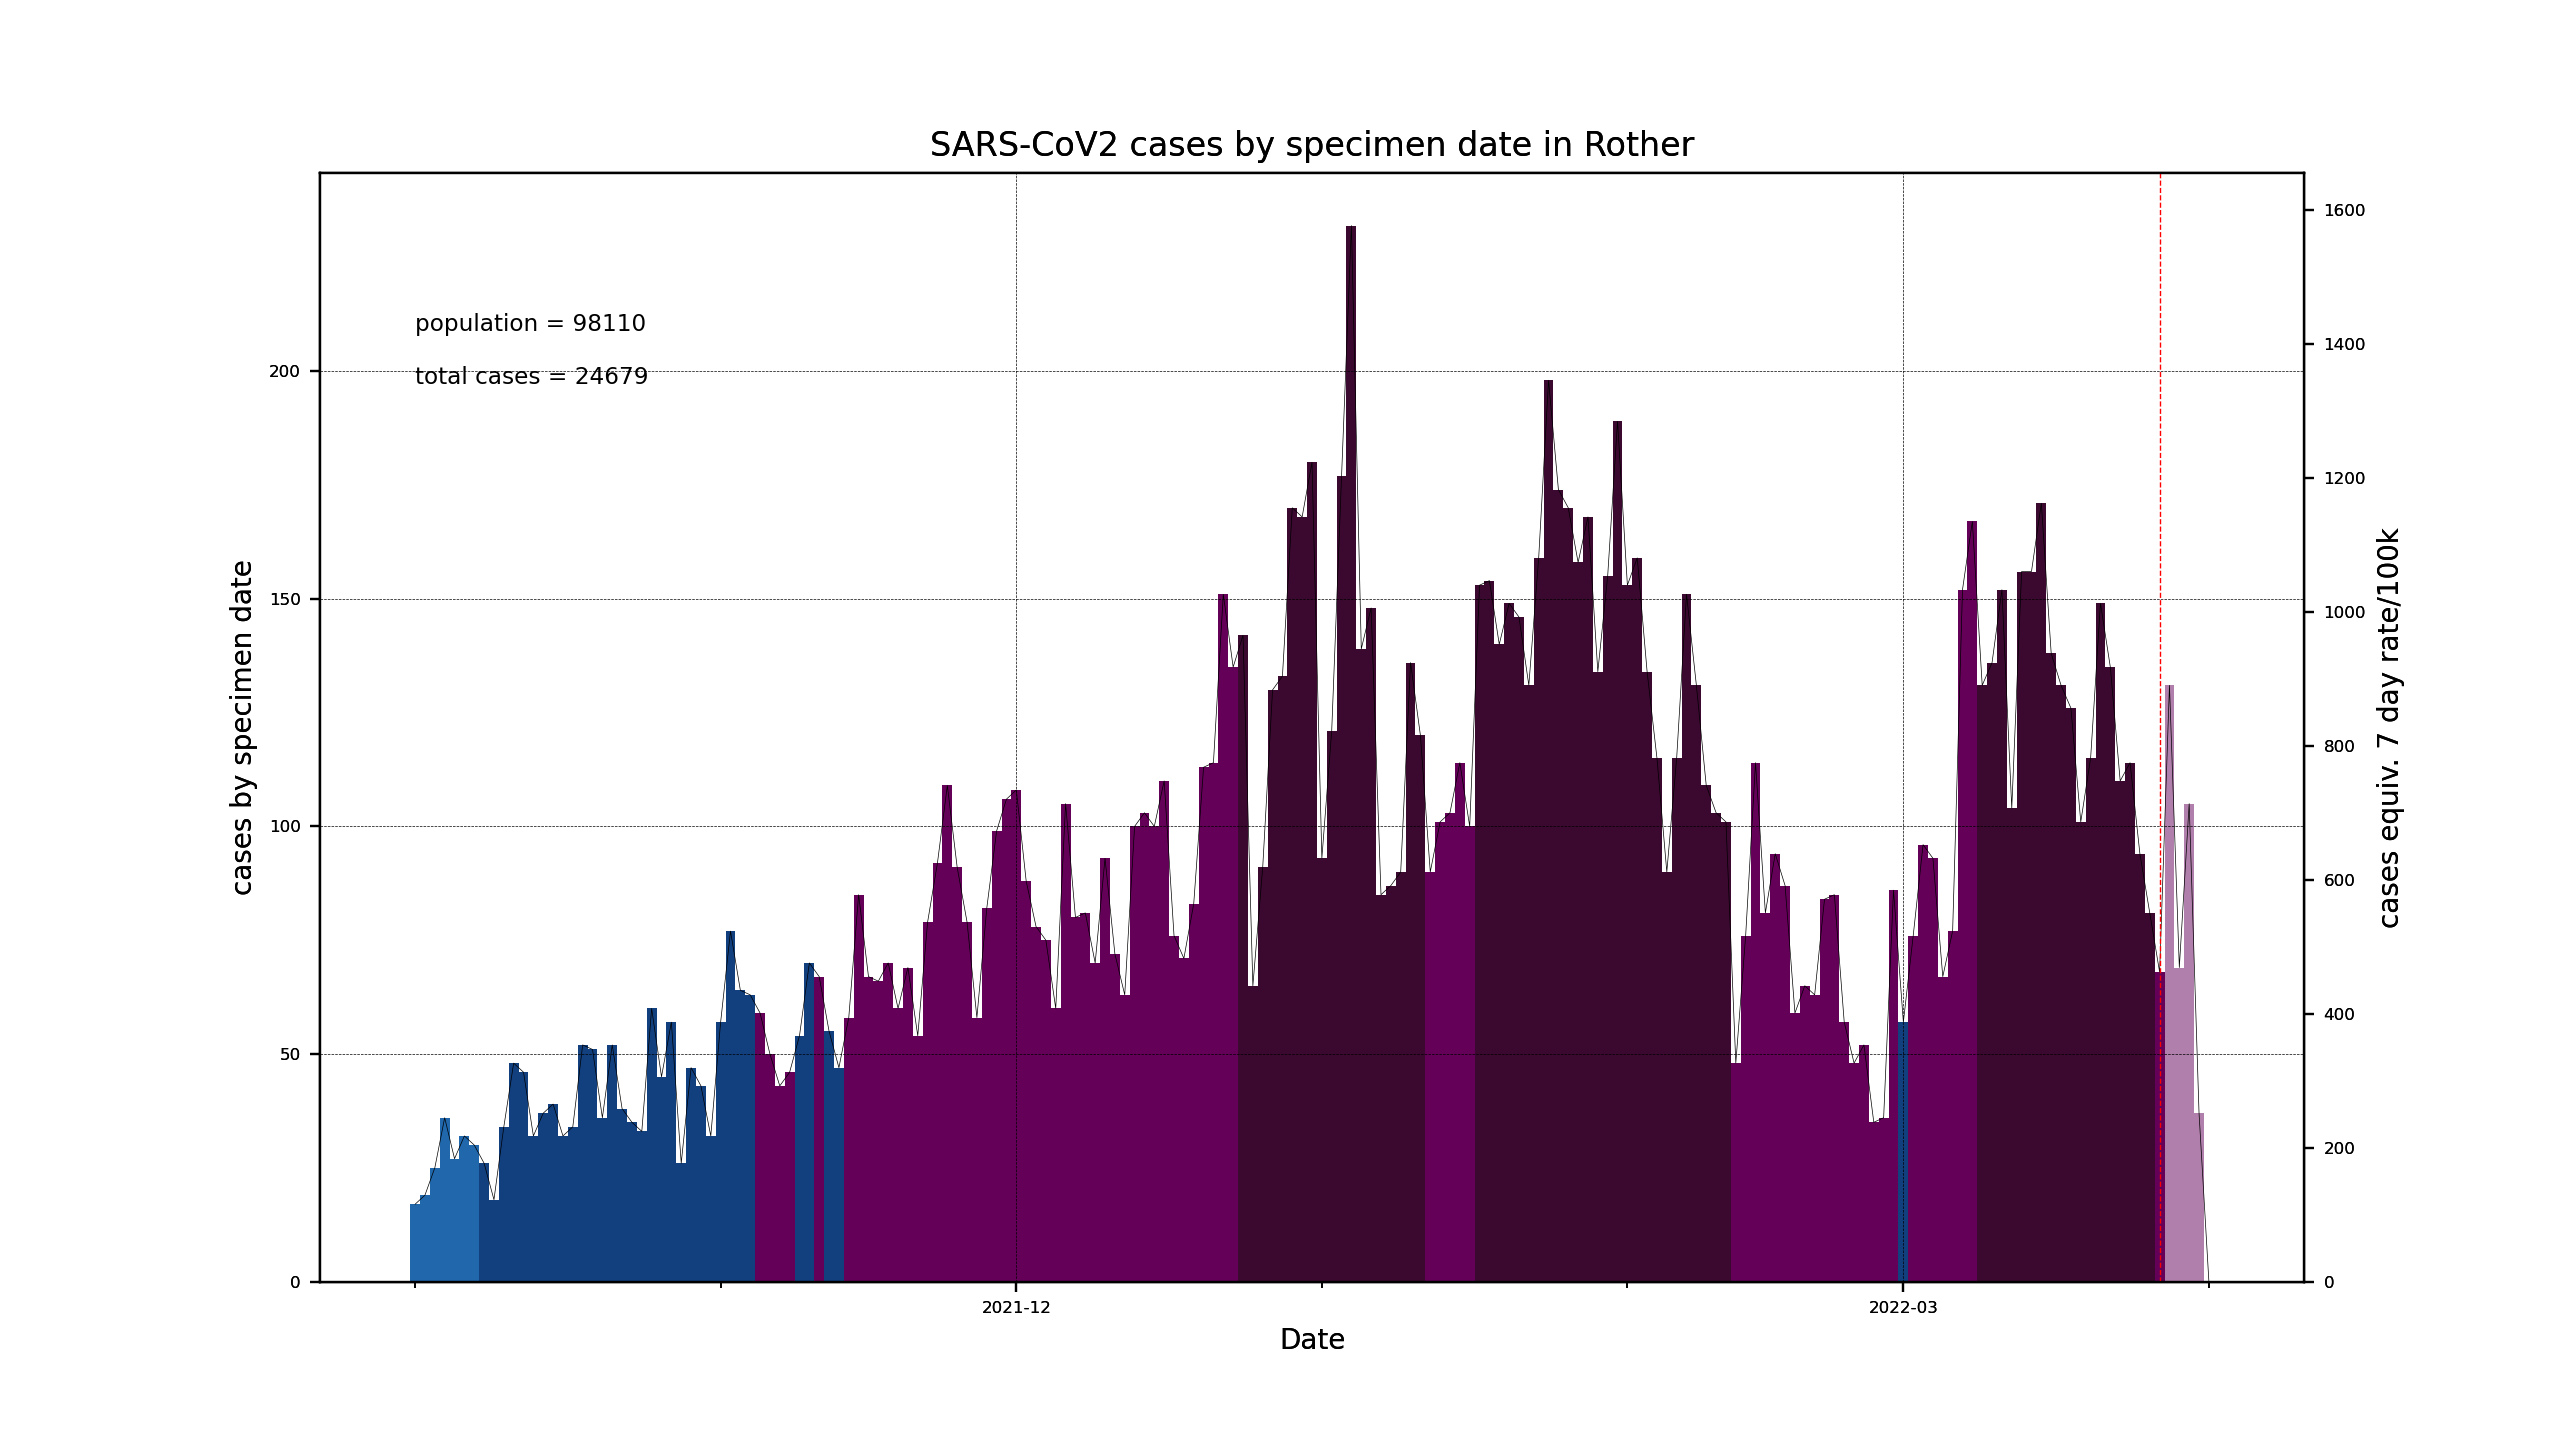 SARS-CoV2 cases by specimen date in Rother
population = 98110
total cases = 24679
cases by specimen date
200
150
100
50
0
1600
1400
1200
1000
800
600
400
200
0
cases equiv. 7 day rate/100k
2021-12
2022-03
Date